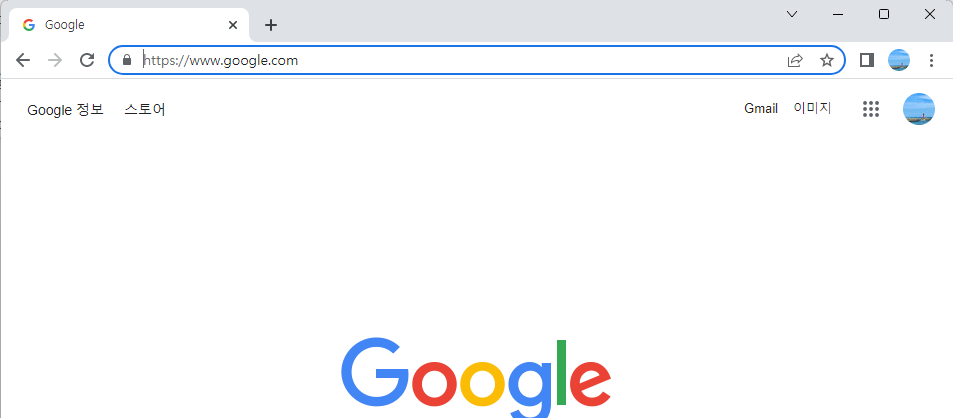 Google
https://www.google.com
Google 정보 스토어 Gmail 이미지
Google